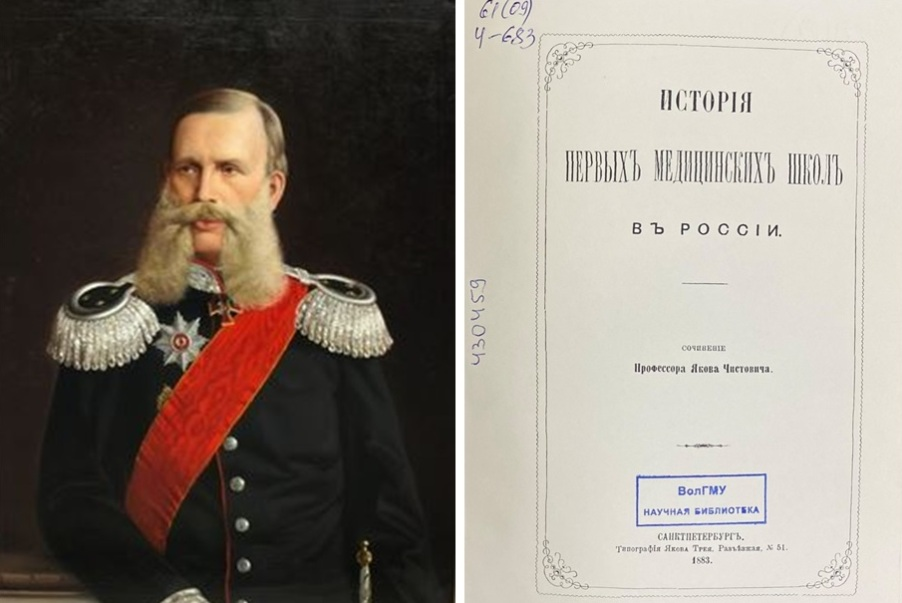 61(09)
Ч-683
ИСТОРІЯ
ПЕРВЫХЪ МЕДИЦИНСКИХЪ ШКОЛЪ
ВЪ РОССІИ.
СОЧИНЕНІЕ
Профессора Якова Чистовича.
430459
ВолГМУ
НАУЧНАЯ БИБЛИОТЕКА
САНКТПЕТЕРБУРГЪ.
Типографія Якова Трея, Разъѣзжая, № 51.
1883.